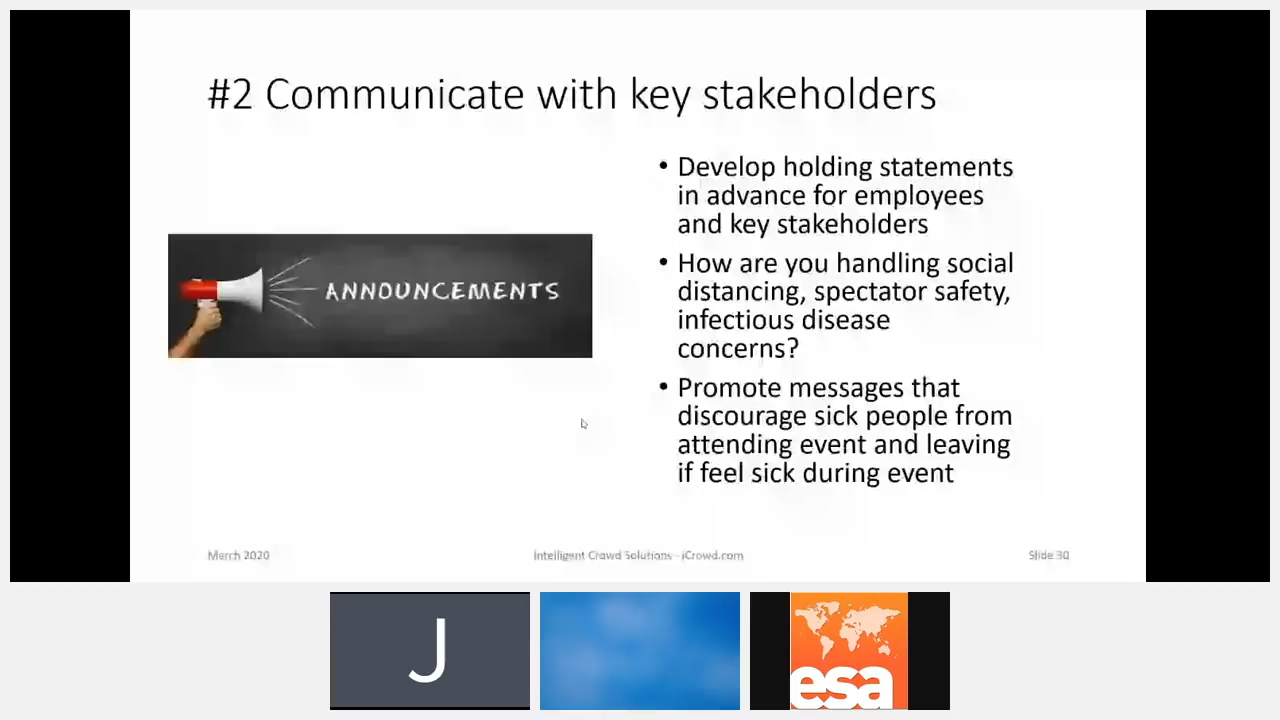 #2 Communicate with key stakeholders
• Develop holding statements
in advance for employees
and key stakeholders
• How are you handling social
distancing, spectator safety,
infectious disease
concerns?
• Promote messages that
discourage sick people from
attending event and leaving
if feel sick during event
ANNOUNCEMENTS
March 2020
Intelligent Crowd Solutions - iCrowd.com
Slide 30
J
esa